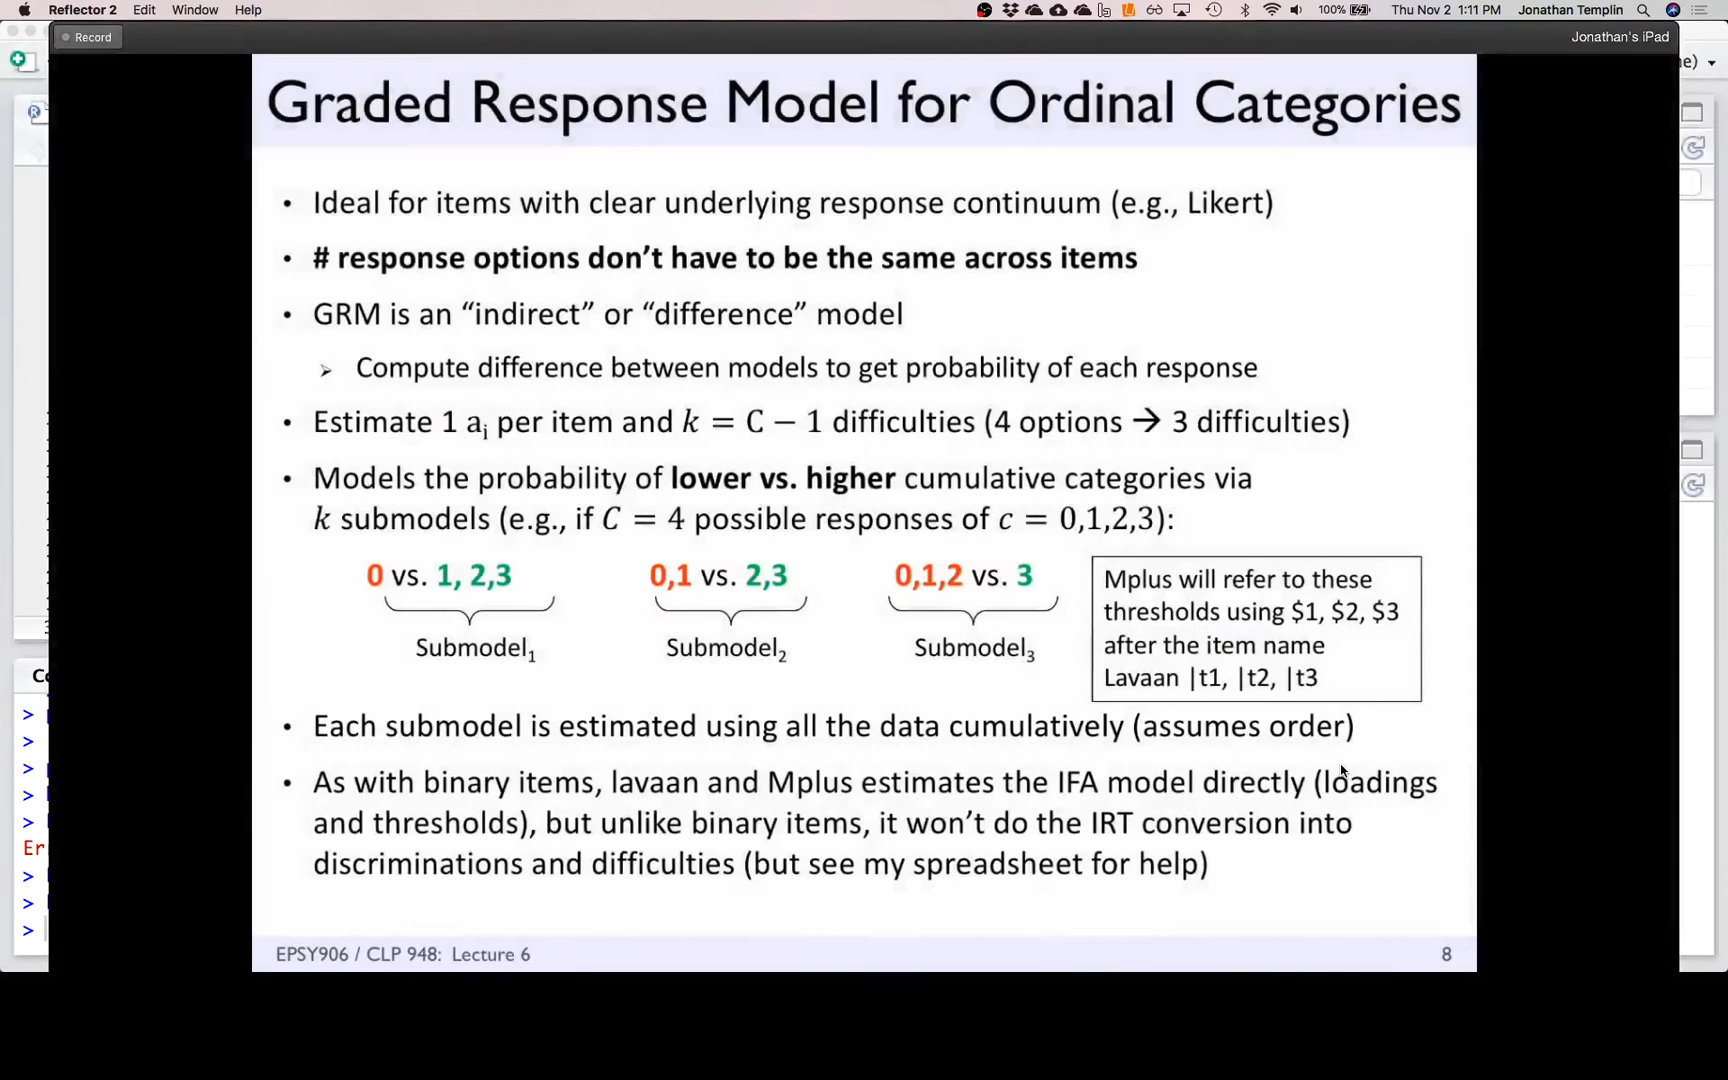 Reflector 2 Edit Window Help 100% Thu Nov 2 1:11 PM Jonathan Templin
Record Jonathan's iPad
Graded Response Model for Ordinal Categories
• Ideal for items with clear underlying response continuum (e.g., Likert)
• # response options don't have to be the same across items
• GRM is an “indirect” or “difference” model
➢ Compute difference between models to get probability of each response
• Estimate 1 aᵢ per item and k = C − 1 difficulties (4 options → 3 difficulties)
• Models the probability of lower vs. higher cumulative categories via
k submodels (e.g., if C = 4 possible responses of c = 0,1,2,3):
0 vs. 1, 2,3 0,1 vs. 2,3 0,1,2 vs. 3
Submodel₁ Submodel₂ Submodel₃
Mplus will refer to these
thresholds using $1, $2, $3
after the item name
Lavaan |t1, |t2, |t3
• Each submodel is estimated using all the data cumulatively (assumes order)
• As with binary items, lavaan and Mplus estimates the IFA model directly (loadings
and thresholds), but unlike binary items, it won't do the IRT conversion into
discriminations and difficulties (but see my spreadsheet for help)
EPSY906 / CLP 948: Lecture 6 8